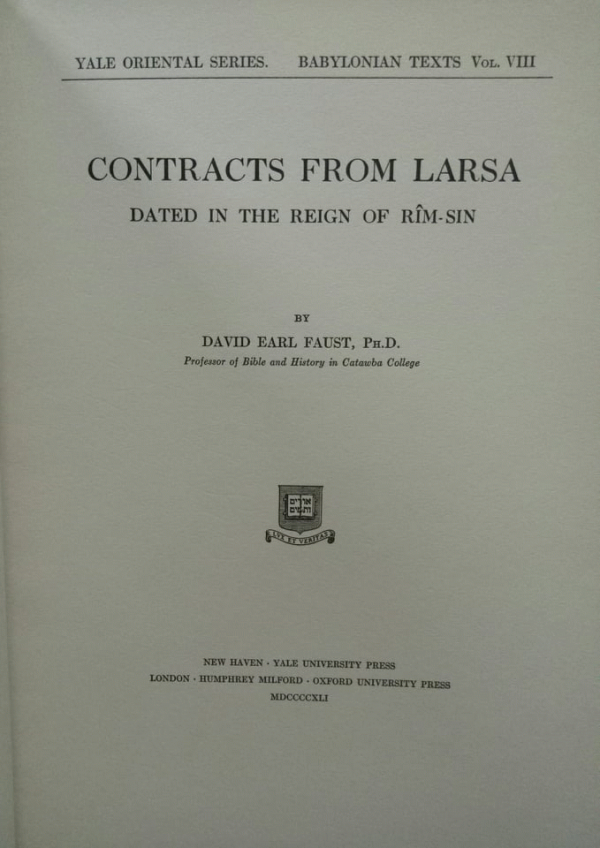 YALE ORIENTAL SERIES. BABYLONIAN TEXTS VOL. VIII
CONTRACTS FROM LARSA
DATED IN THE REIGN OF RÎM-SIN
BY
DAVID EARL FAUST, PH.D.
Professor of Bible and History in Catawba College
אורים
ותמים
LUX ET VERITAS
NEW HAVEN · YALE UNIVERSITY PRESS
LONDON · HUMPHREY MILFORD · OXFORD UNIVERSITY PRESS
MDCCCCXLI